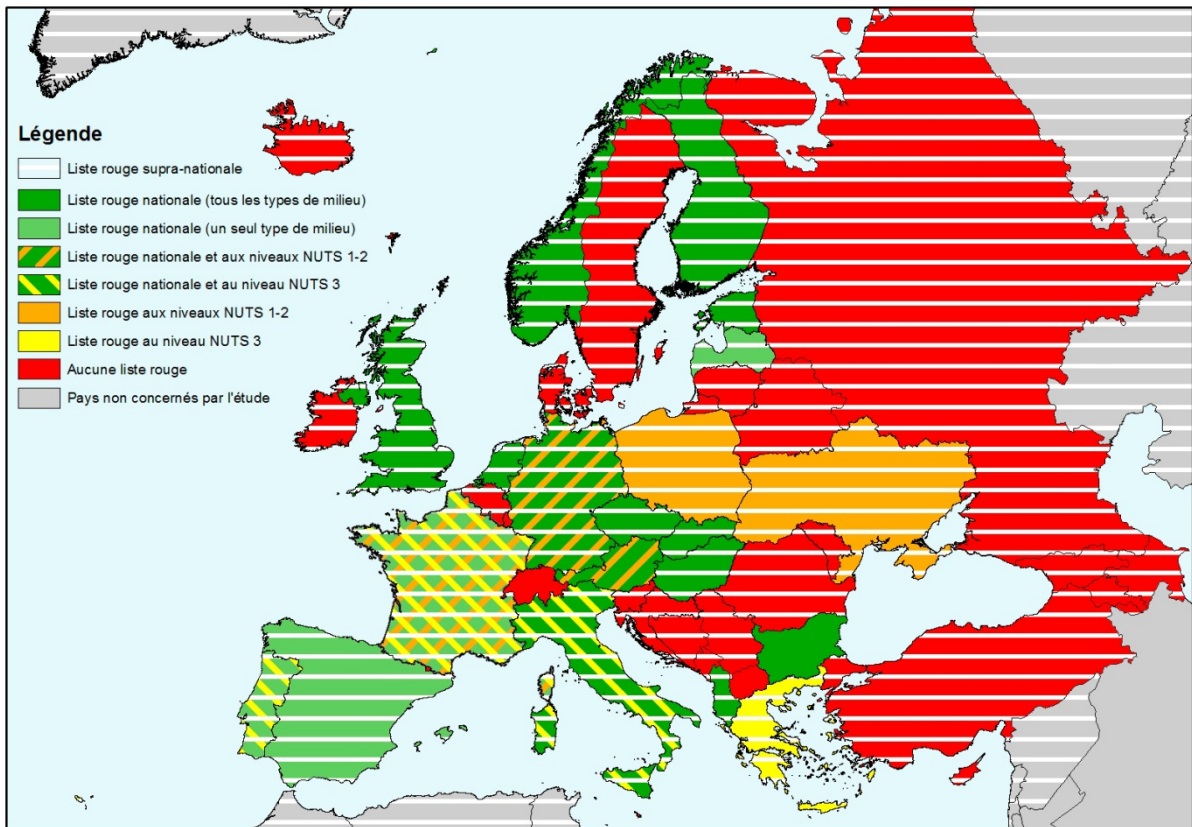 Légende
Liste rouge supra-nationale
Liste rouge nationale (tous les types de milieu)
Liste rouge nationale (un seul type de milieu)
Liste rouge nationale et aux niveaux NUTS 1-2
Liste rouge nationale et au niveau NUTS 3
Liste rouge aux niveaux NUTS 1-2
Liste rouge au niveau NUTS 3
Aucune liste rouge
Pays non concernés par l'étude